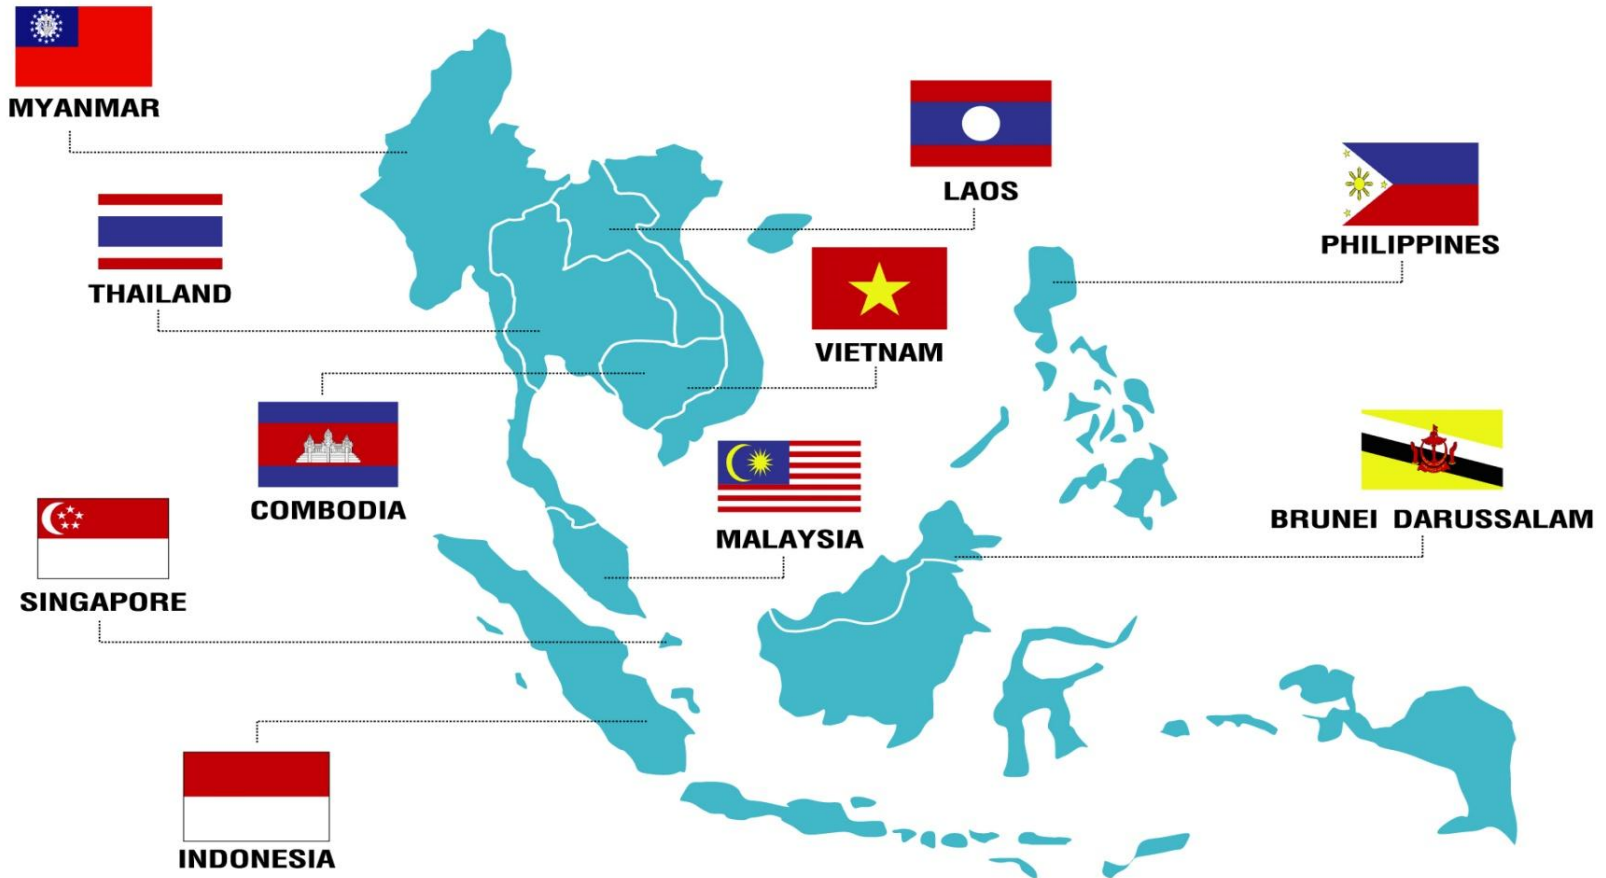 MYANMAR
LAOS
PHILIPPINES
THAILAND
VIETNAM
COMBODIA
MALAYSIA
BRUNEI DARUSSALAM
SINGAPORE
INDONESIA